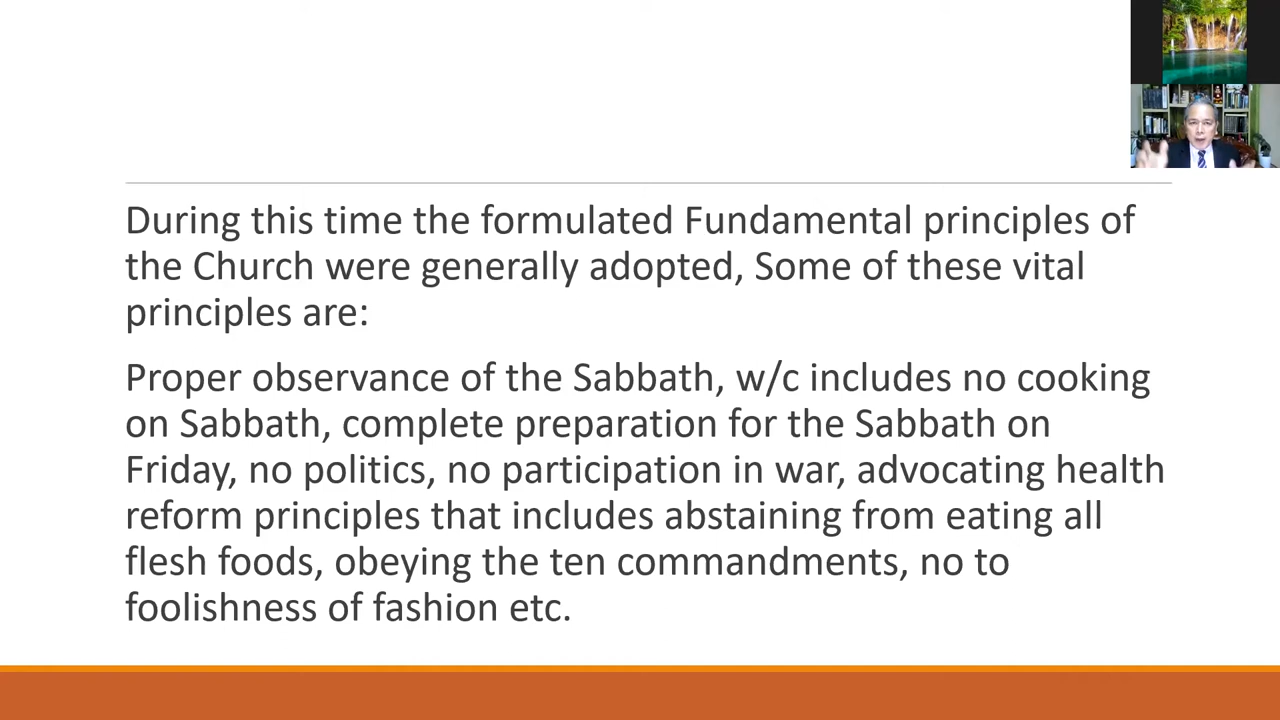 During this time the formulated Fundamental principles of
the Church were generally adopted, Some of these vital
principles are:
Proper observance of the Sabbath, w/c includes no cooking
on Sabbath, complete preparation for the Sabbath on
Friday, no politics, no participation in war, advocating health
reform principles that includes abstaining from eating all
flesh foods, obeying the ten commandments, no to
foolishness of fashion etc.